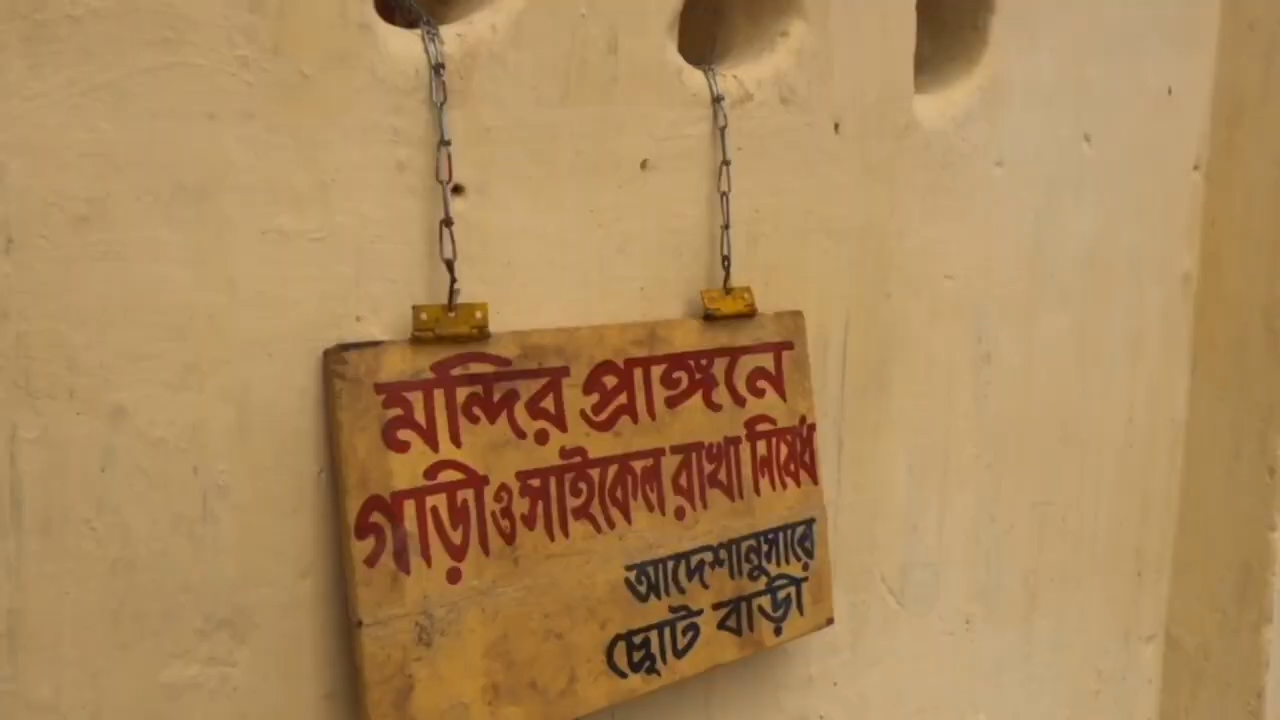 মন্দির প্রাঙ্গনে
গাড়ী ও সাইকেল রাখা নিষেধ
আদেশানুসারে
ছোট বাড়ী